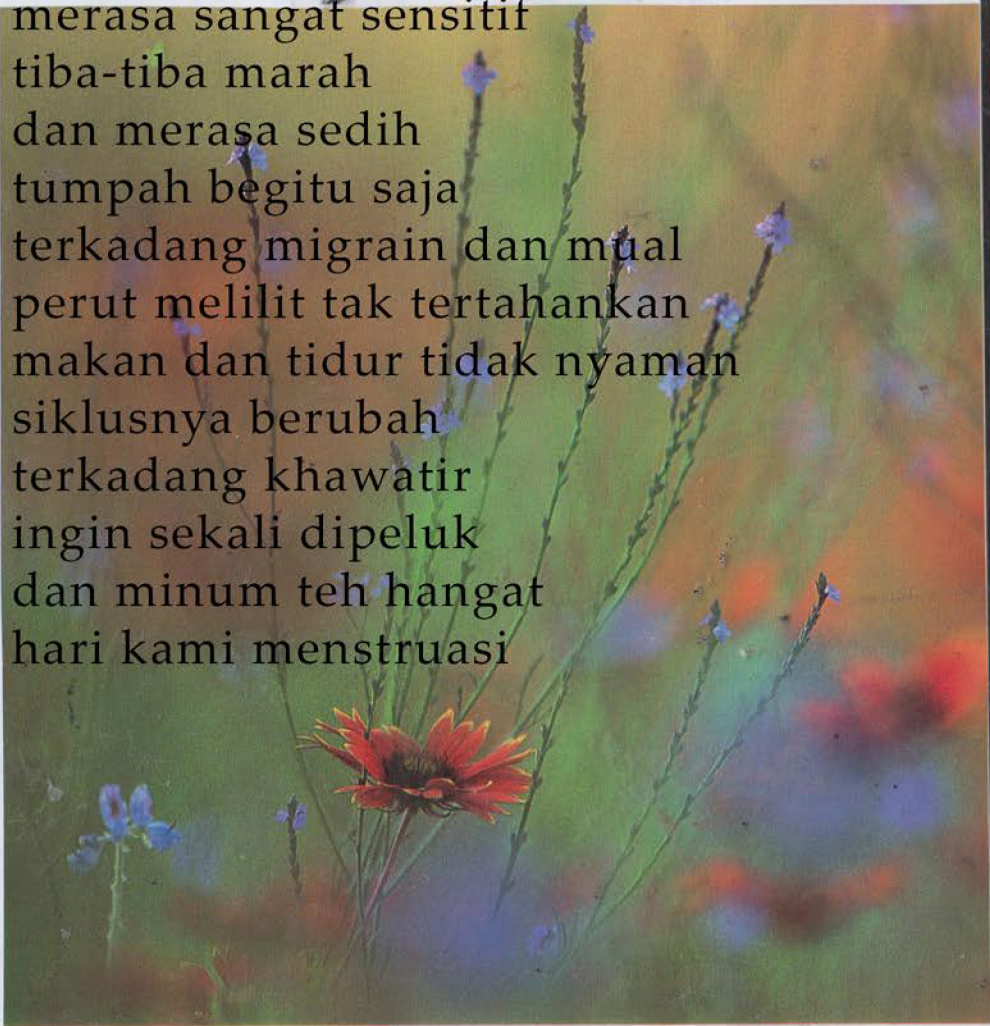 merasa sangat sensitif
tiba-tiba marah
dan merasa sedih
tumpah begitu saja
terkadang migrain dan mual
perut melilit tak tertahankan
makan dan tidur tidak nyaman
siklusnya berubah
terkadang khawatir
ingin sekali dipeluk
dan minum teh hangat
hari kami menstruasi